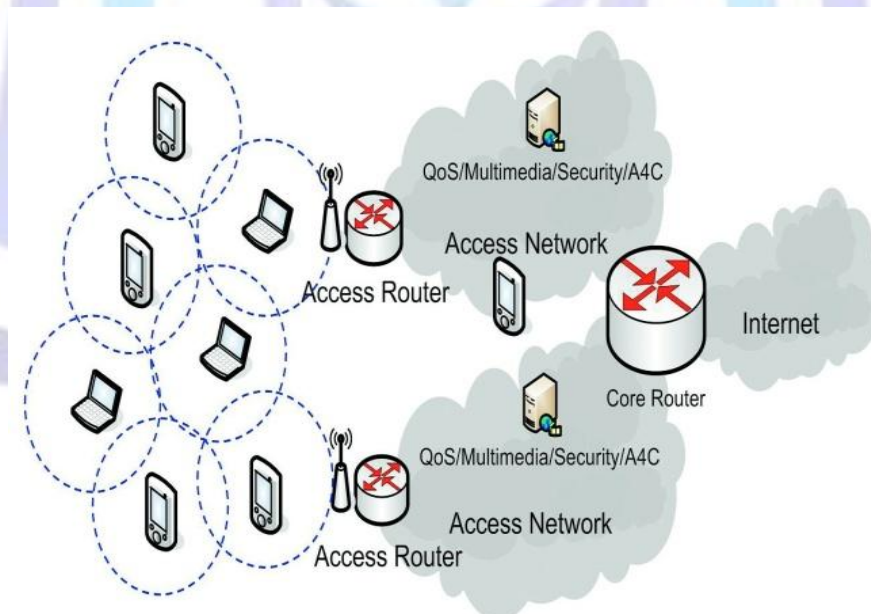 QoS/Multimedia/Security/A4C
Access Network
Access Router
Internet
Core Router
QoS/Multimedia/Security/A4C
Access Network
Access Router